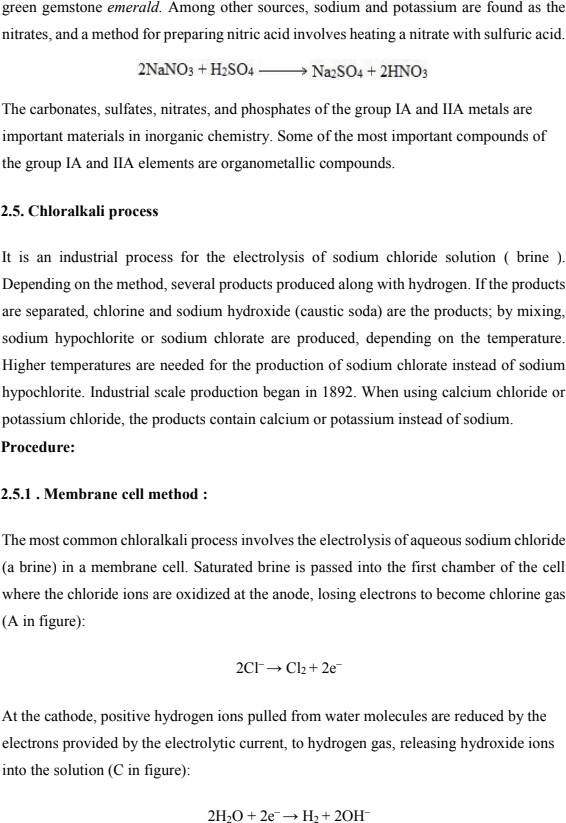 green gemstone emerald. Among other sources, sodium and potassium are found as the
nitrates, and a method for preparing nitric acid involves heating a nitrate with sulfuric acid.
2NaNO₃ + H₂SO₄ ⟶ Na₂SO₄ + 2HNO₃
The carbonates, sulfates, nitrates, and phosphates of the group IA and IIA metals are
important materials in inorganic chemistry. Some of the most important compounds of
the group IA and IIA elements are organometallic compounds.
2.5. Chloralkali process
It is an industrial process for the electrolysis of sodium chloride solution ( brine ).
Depending on the method, several products produced along with hydrogen. If the products
are separated, chlorine and sodium hydroxide (caustic soda) are the products; by mixing,
sodium hypochlorite or sodium chlorate are produced, depending on the temperature.
Higher temperatures are needed for the production of sodium chlorate instead of sodium
hypochlorite. Industrial scale production began in 1892. When using calcium chloride or
potassium chloride, the products contain calcium or potassium instead of sodium.
Procedure:
2.5.1 . Membrane cell method :
The most common chloralkali process involves the electrolysis of aqueous sodium chloride
(a brine) in a membrane cell. Saturated brine is passed into the first chamber of the cell
where the chloride ions are oxidized at the anode, losing electrons to become chlorine gas
(A in figure):
2Cl⁻ → Cl₂ + 2e⁻
At the cathode, positive hydrogen ions pulled from water molecules are reduced by the
electrons provided by the electrolytic current, to hydrogen gas, releasing hydroxide ions
into the solution (C in figure):
2H₂O + 2e⁻ → H₂ + 2OH⁻